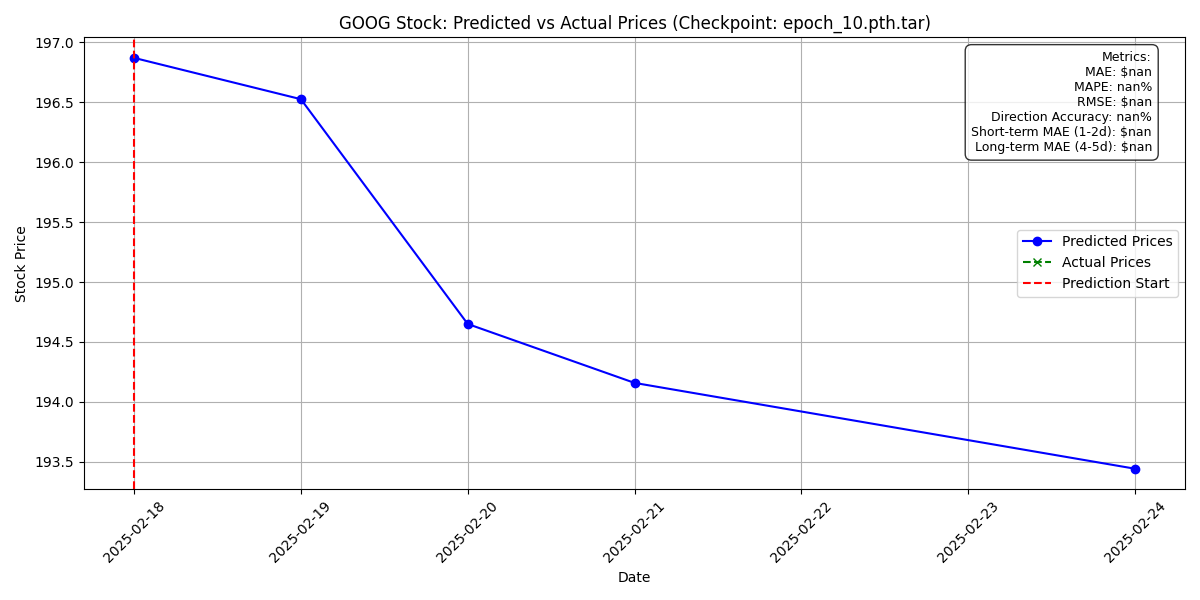 GOOG Stock: Predicted vs Actual Prices (Checkpoint: epoch_10.pth.tar)
197.0
196.5
196.0
195.5
195.0
194.5
194.0
193.5
Stock Price
Metrics:
MAE: $nan
MAPE: nan%
RMSE: $nan
Direction Accuracy: nan%
Short-term MAE (1-2d): $nan
Long-term MAE (4-5d): $nan
Predicted Prices
Actual Prices
Prediction Start
2025-02-18
2025-02-19
2025-02-20
2025-02-21
2025-02-22
2025-02-23
2025-02-24
Date